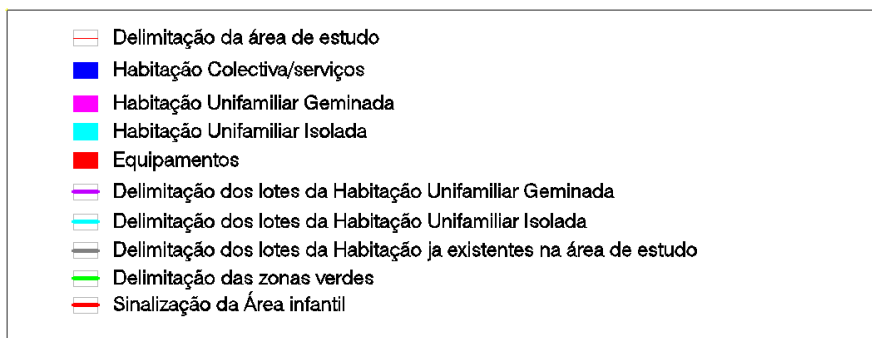 Delimitação da área de estudo
Habitação Colectiva/serviços
Habitação Unifamiliar Geminada
Habitação Unifamiliar Isolada
Equipamentos
Delimitação dos lotes da Habitação Unifamiliar Geminada
Delimitação dos lotes da Habitação Unifamiliar Isolada
Delimitação dos lotes da Habitação ja existentes na área de estudo
Delimitação das zonas verdes
Sinalização da Área infantil